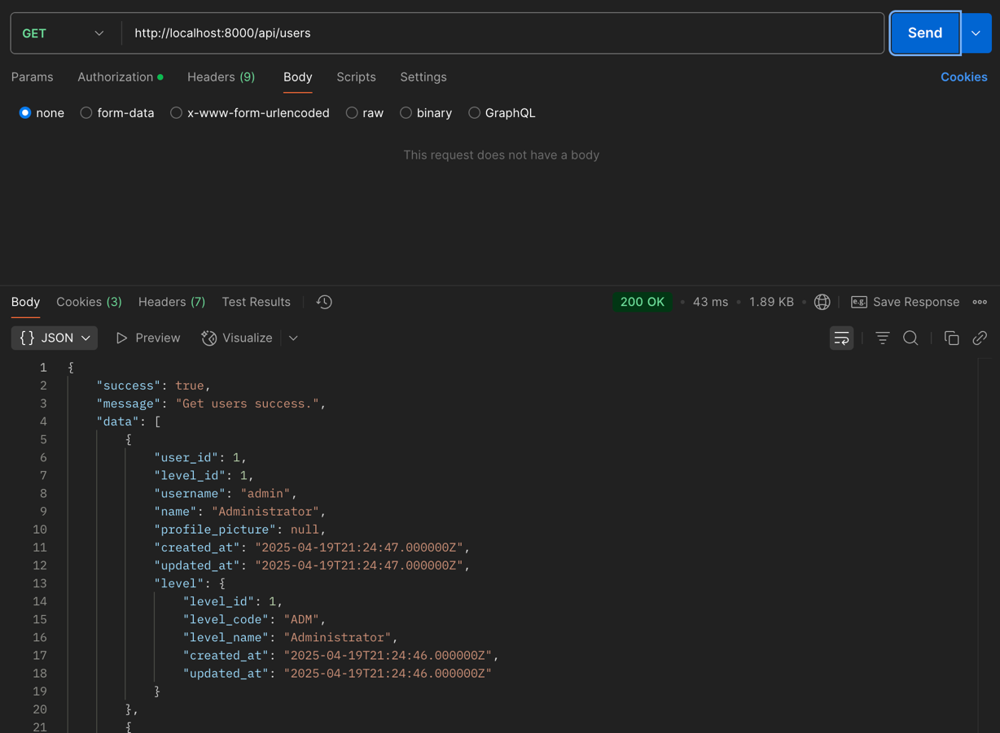 GET http://localhost:8000/api/users Send
Params Authorization Headers (9) Body Scripts Settings Cookies
none form-data x-www-form-urlencoded raw binary GraphQL
This request does not have a body
Body Cookies (3) Headers (7) Test Results 200 OK 43 ms 1.89 KB e.g. Save Response
{} JSON Preview Visualize
1 {
2 "success": true,
3 "message": "Get users success.",
4 "data": [
5 {
6 "user_id": 1,
7 "level_id": 1,
8 "username": "admin",
9 "name": "Administrator",
10 "profile_picture": null,
11 "created_at": "2025-04-19T21:24:47.000000Z",
12 "updated_at": "2025-04-19T21:24:47.000000Z",
13 "level": {
14 "level_id": 1,
15 "level_code": "ADM",
16 "level_name": "Administrator",
17 "created_at": "2025-04-19T21:24:46.000000Z",
18 "updated_at": "2025-04-19T21:24:46.000000Z"
19 }
20 },
21 {